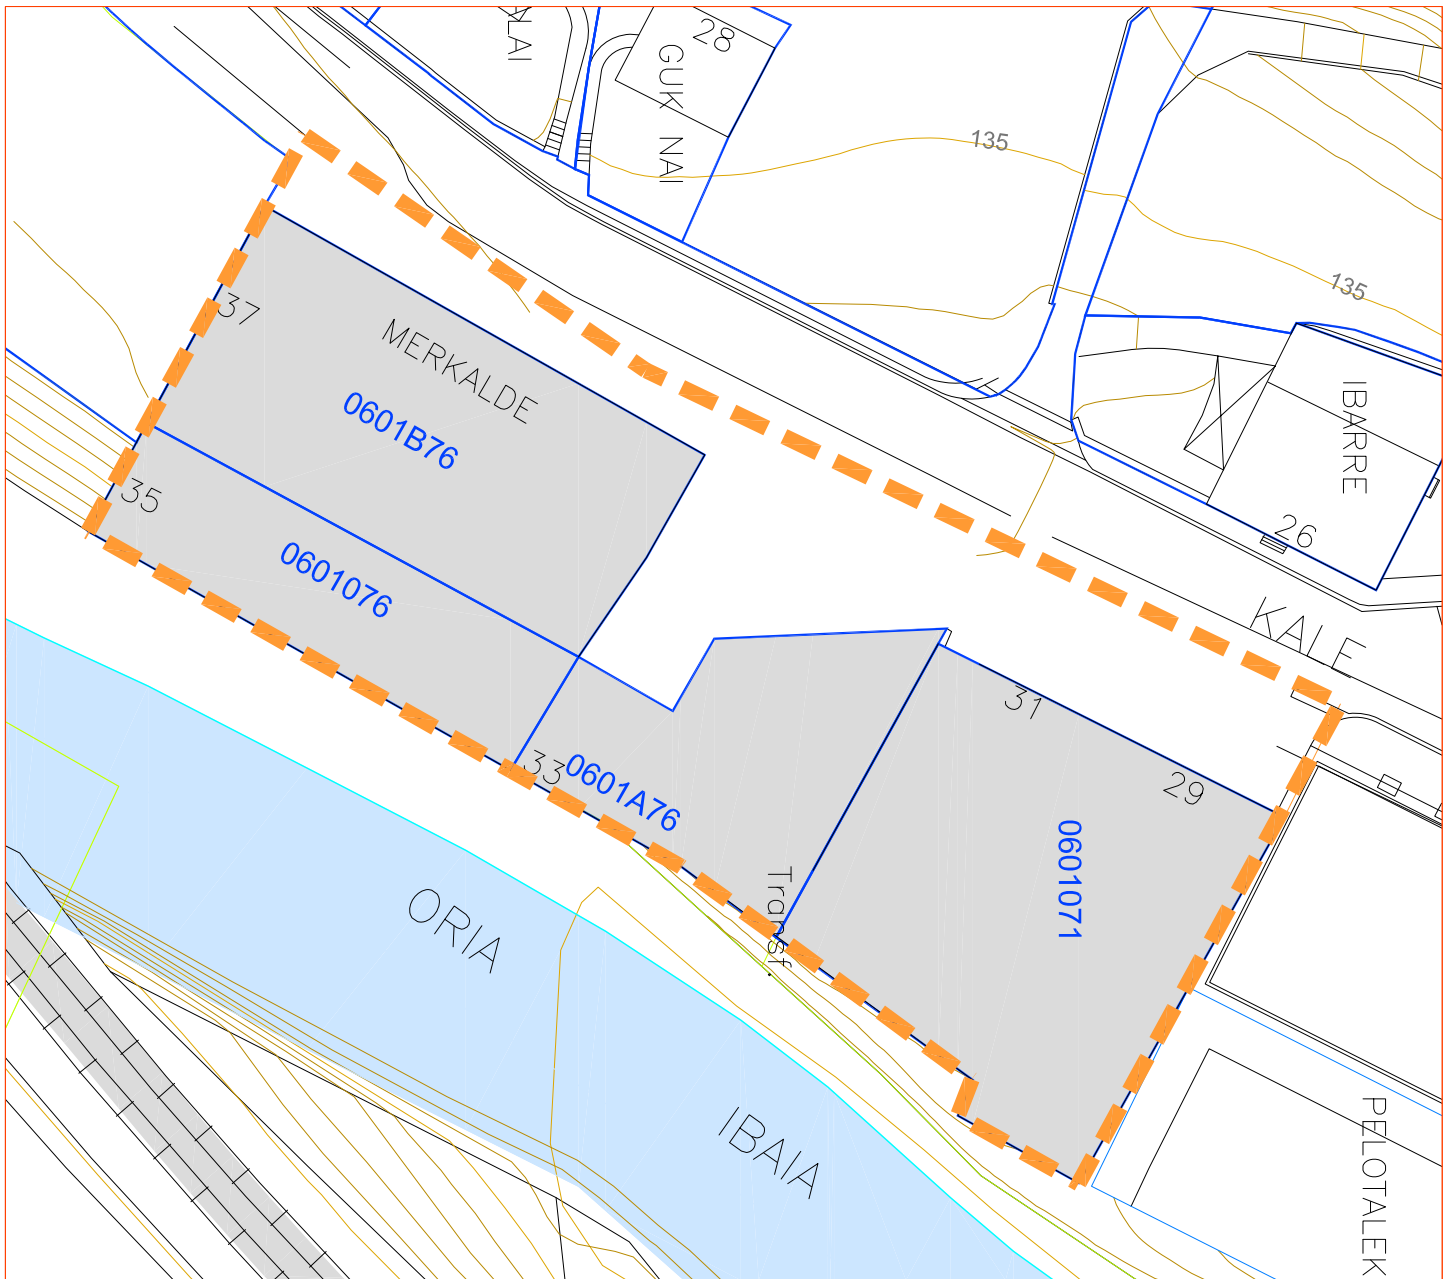 28
GUK NAI
135
135
37
MERKALDE
0601B76
IBARRE
35
26
0601076
KALE
31
33
0601A76
29
0601071
Transf.
ORIA
IBAIA
PELOTALEK